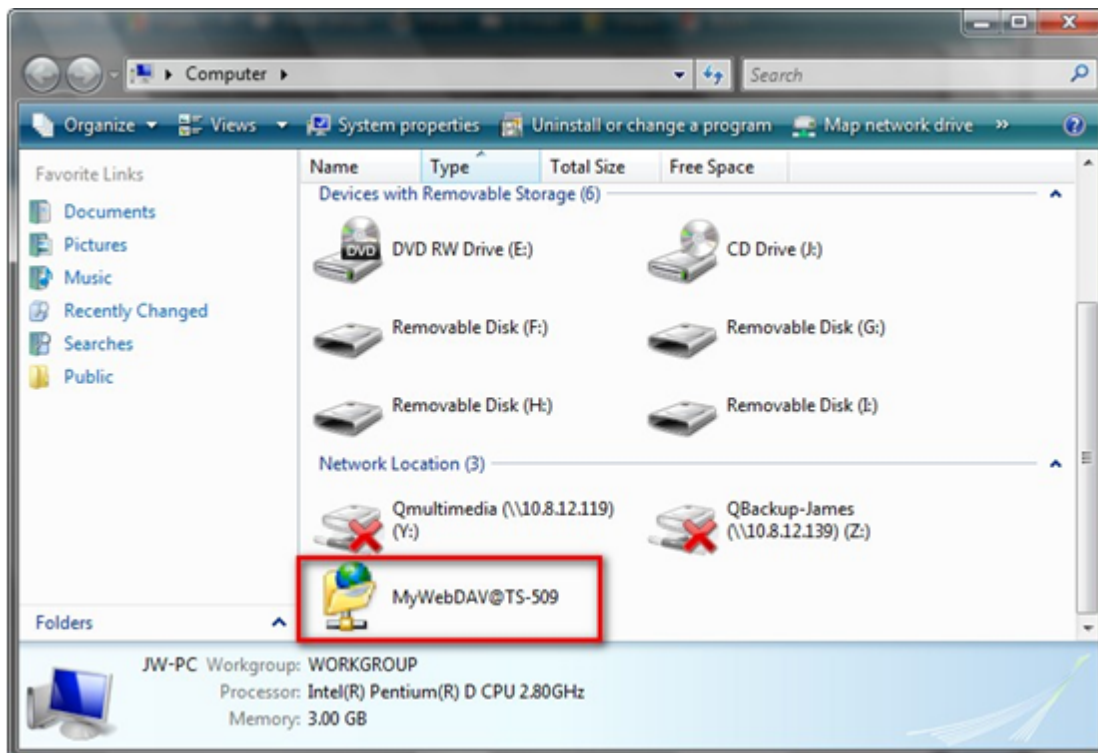 Computer
Search
Organize Views System properties Uninstall or change a program Map network drive »
Favorite Links
Documents
Pictures
Music
Recently Changed
Searches
Public
Folders
Name Type Total Size Free Space
Devices with Removable Storage (6)
DVD
DVD RW Drive (E:)
CD Drive (J:)
Removable Disk (F:)
Removable Disk (G:)
Removable Disk (H:)
Removable Disk (I:)
Network Location (3)
Qmultimedia (\\10.8.12.119)
(Y:)
QBackup-James
(\\10.8.12.139) (Z:)
MyWebDAV@TS-509
JW-PC Workgroup: WORKGROUP
Processor: Intel(R) Pentium(R) D CPU 2.80GHz
Memory: 3.00 GB